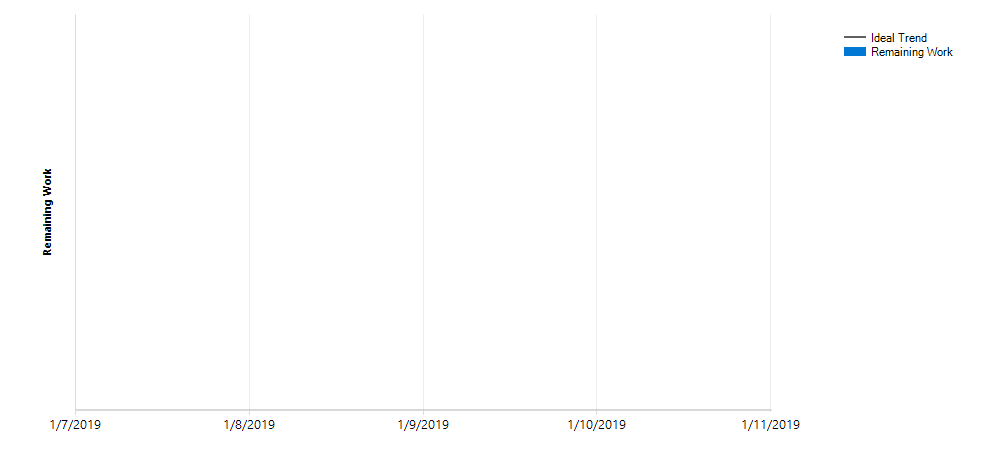 Ideal Trend
Remaining Work
Remaining Work
1/7/2019
1/8/2019
1/9/2019
1/10/2019
1/11/2019